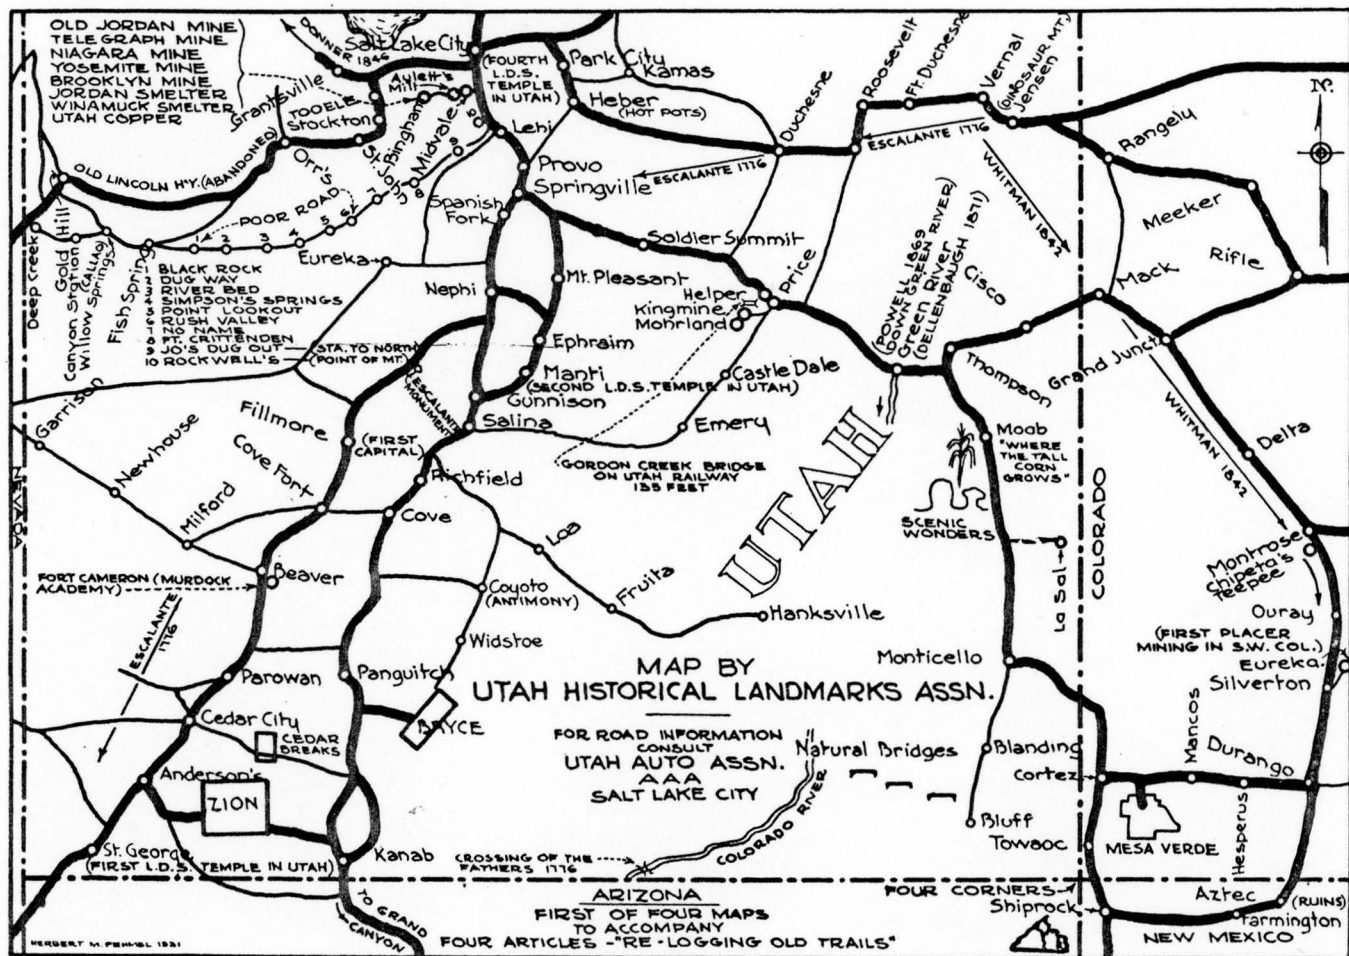 OLD JORDAN MINE
TELEGRAPH MINE
NIAGARA MINE
YOSEMITE MINE
BROOKLYN MINE
JORDAN SMELTER
WINAMUCK SMELTER
UTAH COPPER
DONNER 1846
Salt Lake City
(FOURTH
L.D.S.
TEMPLE
IN UTAH)
Park City
Kamas
Heber
(HOT POTS)
Duchesne
Roosevelt
Ft. Duchesne
Vernal
(DINOSAUR MT.)
Jensen
Rangely
N.
Grantsville
TOOELE
Stockton
Aylett's
Mill
Bingham
Midvale
Lehi
St. John
Orr's
OLD LINCOLN H'Y. (ABANDONED)
POOR ROAD
1
2
3
4
5
6
7
8
9
10
Provo
Springville
Spanish
Fork
ESCALANTE 1776
ESCALANTE 1776
WHITMAN 1842
Meeker
Rifle
Mack
Soldier Summit
Price
Helper
Kingmine
Mohrland
(POWELL 1869
DOWN GREEN RIVER)
Green River
(DELLENBAUGH 1871)
Cisco
Thompson
Grand Junct.
Deep Creek
Gold
Hill
Canyon Station
Willow Springs
(CALLAO)
Fish Spring
1 BLACK ROCK
2 DUG WAY
3 RIVER BED
4 SIMPSON'S SPRINGS
5 POINT LOOKOUT
6 RUSH VALLEY
7 NO NAME
8 FT. CRITTENDEN
9 JO'S DUG OUT
10 ROCKWELL'S
(STA. TO NORTH
POINT OF MT.)
Eureka
Nephi
Mt. Pleasant
Ephraim
Manti
(SECOND L.D.S. TEMPLE IN UTAH)
Gunnison
Salina
ESCALANTE
MONUMENT
Castle Dale
Emery
GORDON CREEK BRIDGE
ON UTAH RAILWAY
135 FEET
UTAH
Moab
"WHERE
THE TALL
CORN
GROWS"
SCENIC
WONDERS
COLORADO
WHITMAN 1842
Delta
Montrose
Chipeta's
Teepee
Ouray
(FIRST PLACER
MINING IN S.W. COL.)
Eureka
Silverton
Garrison
NEVADA
Newhouse
Milford
Fillmore
(FIRST
CAPITAL)
Cove Fort
Richfield
Cove
Loa
Fruita
Hanksville
La Sal
FORT CAMERON (MURDOCK
ACADEMY)
Beaver
Coyoto
(ANTIMONY)
Widstoe
ESCALANTE
1776
Parowan
Panguitch
BRYCE
Cedar City
CEDAR
BREAKS
Anderson's
ZION
St. George
(FIRST L.D.S. TEMPLE IN UTAH)
Kanab
MAP BY
UTAH HISTORICAL LANDMARKS ASSN.
FOR ROAD INFORMATION
CONSULT
UTAH AUTO ASSN.
AAA
SALT LAKE CITY
Natural Bridges
COLORADO RIVER
CROSSING OF THE
FATHERS 1776
Monticello
Blanding
Bluff
Cortez
Towaoc
MESA VERDE
Mancos
Hesperus
Durango
FOUR CORNERS
Shiprock
Aztec
(RUINS)
Farmington
NEW MEXICO
ARIZONA
FIRST OF FOUR MAPS
TO ACCOMPANY
FOUR ARTICLES - "RE-LOGGING OLD TRAILS"
TO GRAND
CANYON